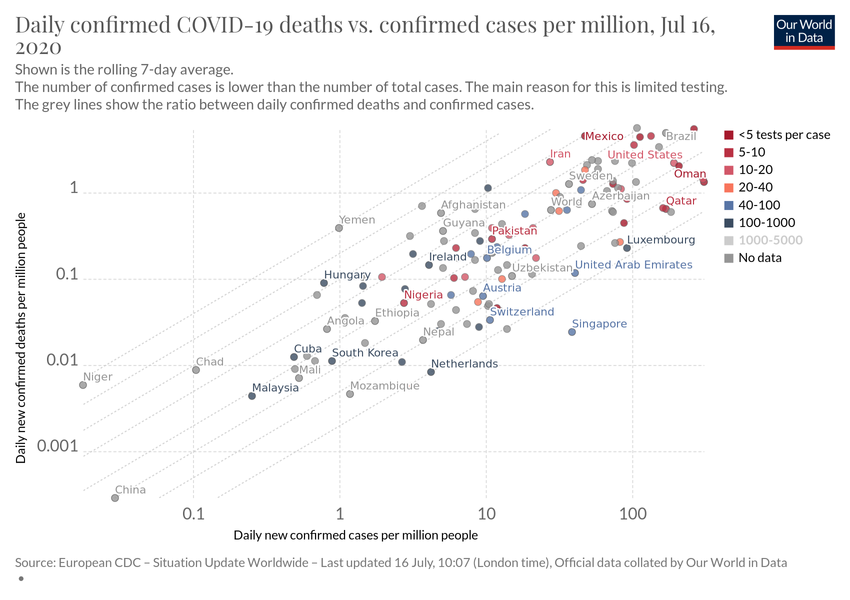 Daily confirmed COVID-19 deaths vs. confirmed cases per million, Jul 16,
2020
Our World
in Data
Shown is the rolling 7-day average.
The number of confirmed cases is lower than the number of total cases. The main reason for this is limited testing.
The grey lines show the ratio between daily confirmed deaths and confirmed cases.
Daily new confirmed deaths per million people
1
0.1
0.01
0.001
Mexico
Brazil
Iran
United States
Sweden
Oman
Afghanistan
World
Azerbaijan
Qatar
Yemen
Guyana
Pakistan
Luxembourg
Ireland
Belgium
Hungary
Uzbekistan
United Arab Emirates
Nigeria
Austria
Angola
Ethiopia
Switzerland
Nepal
Singapore
Cuba
South Korea
Chad
Mali
Netherlands
Niger
Malaysia
Mozambique
China
<5 tests per case
5-10
10-20
20-40
40-100
100-1000
1000-5000
No data
0.1
1
10
100
Daily new confirmed cases per million people
Source: European CDC – Situation Update Worldwide – Last updated 16 July, 10:07 (London time), Official data collated by Our World in Data
•